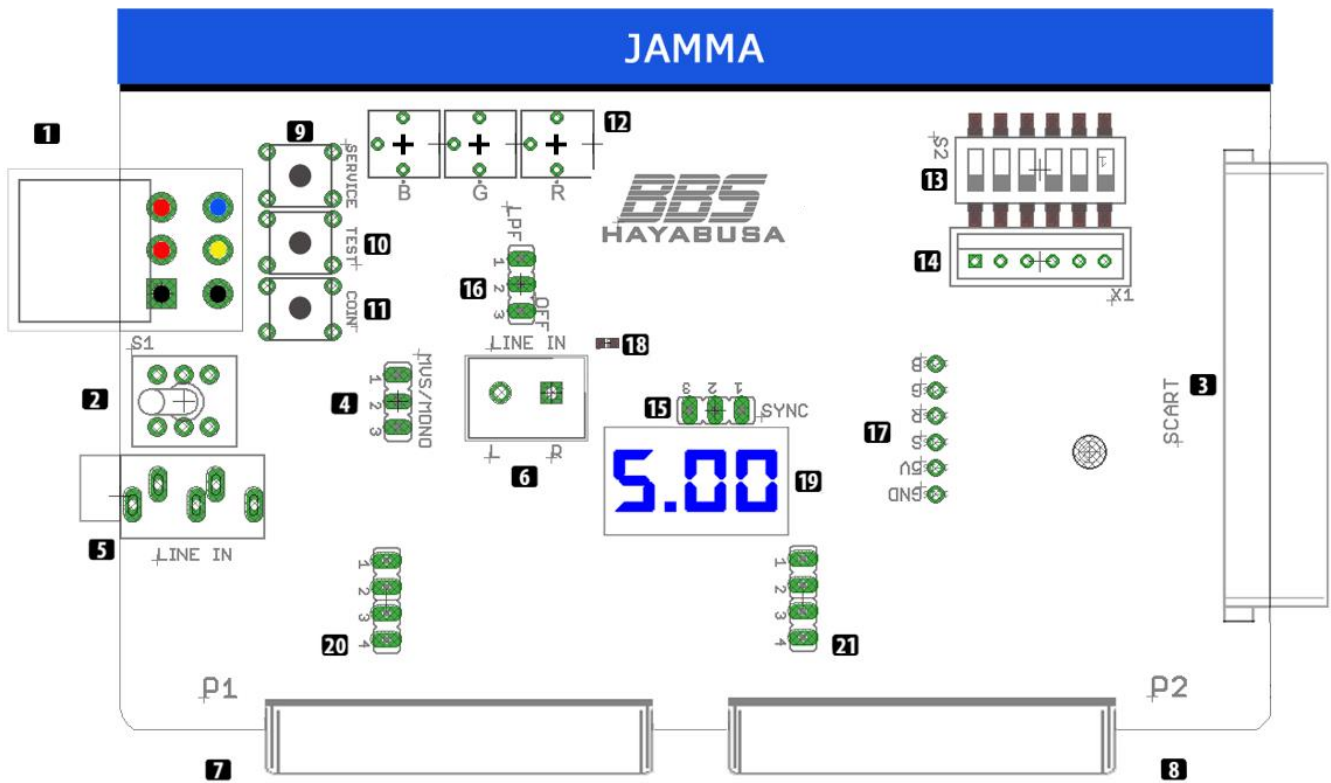 JAMMA
1
9
SERVICE
12
B
G
R
S2
1
13
BBS
HAYABUSA
10
TEST
LPF
1
2
3
OFF
16
14
X1
11
COIN
S1
LINE IN
18
2
MVS/MONO
1
2
3
4
15
3
2
1
SYNC
B
G
R
S
5V
GND
17
SCART
3
L
R
6
5.00
19
5
LINE IN
1
2
3
4
20
1
2
3
4
21
P1
P2
7
8